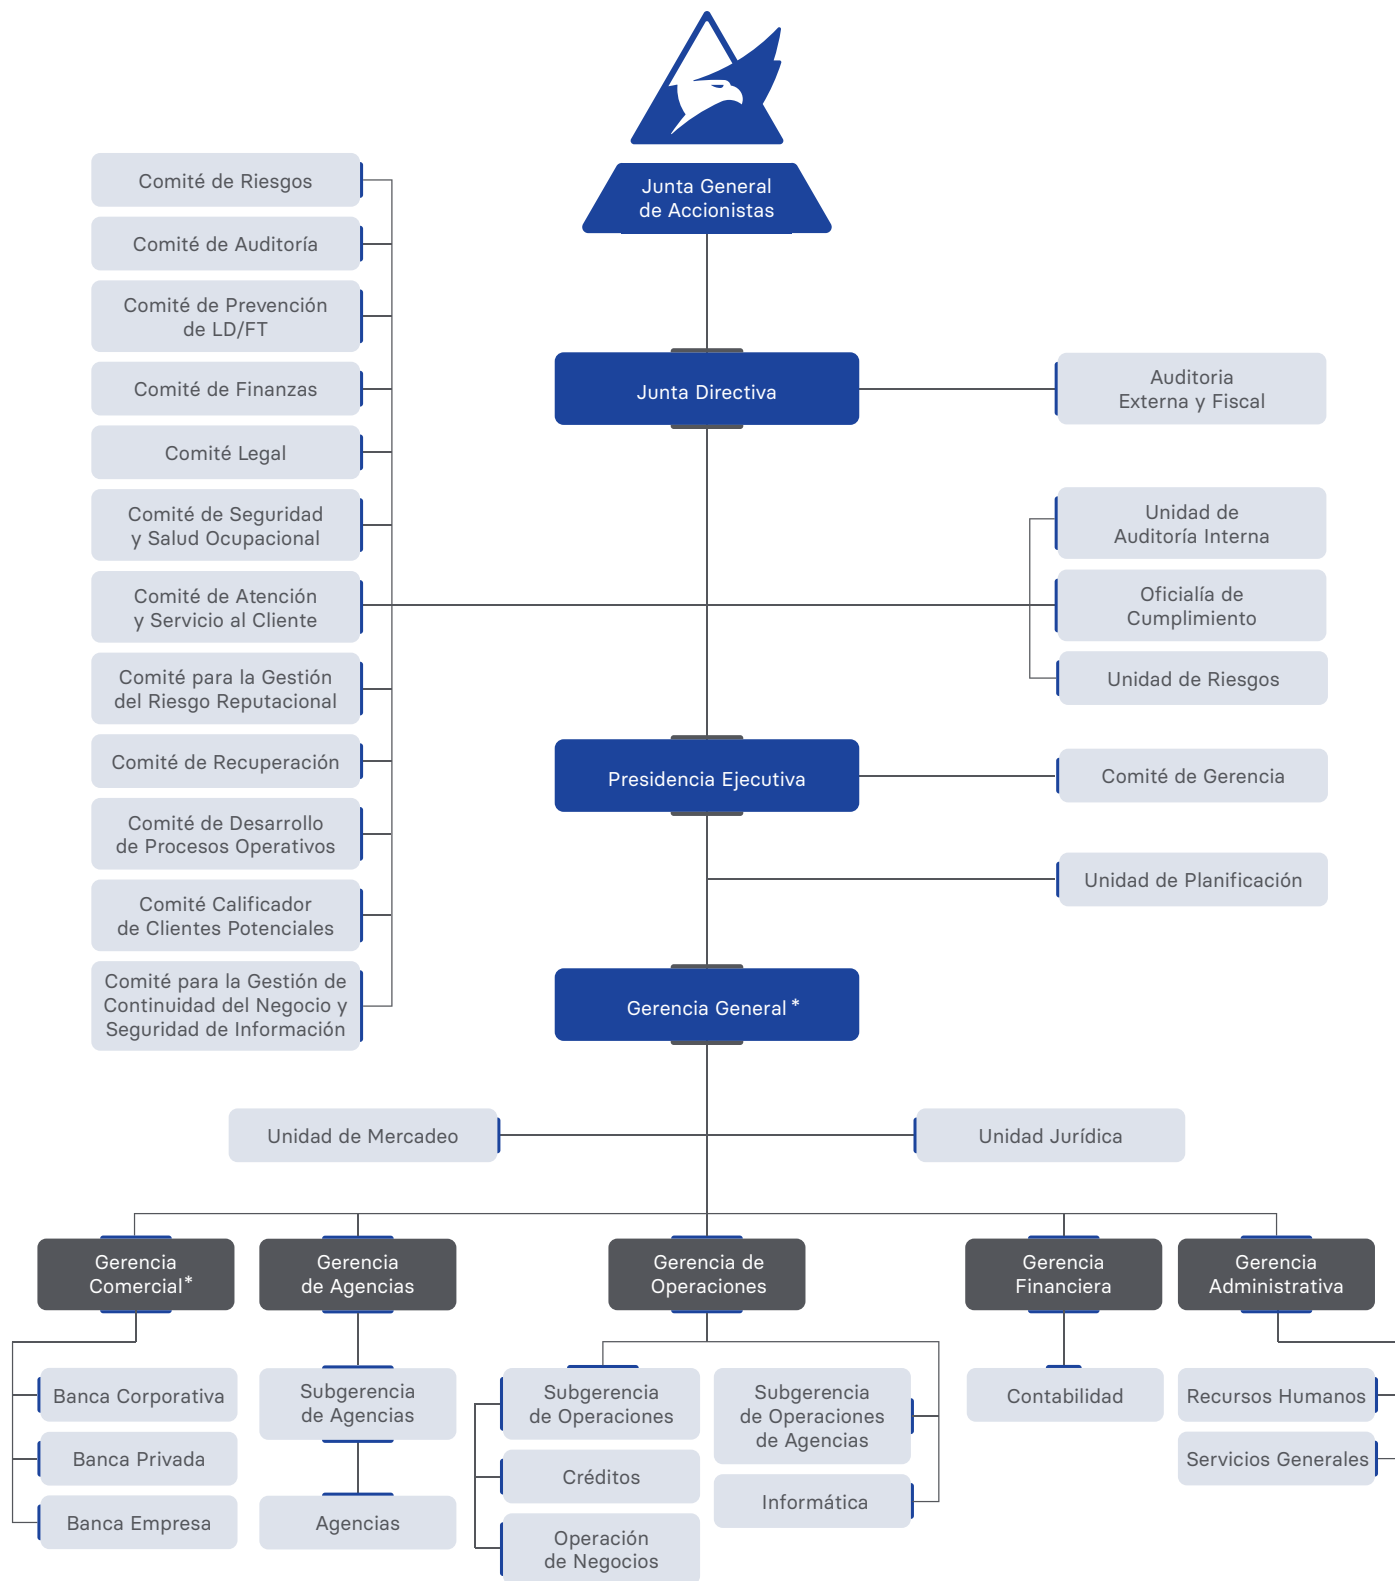 Junta General
de Accionistas
Comité de Riesgos
Comité de Auditoría
Comité de Prevención
de LD/FT
Comité de Finanzas
Comité Legal
Comité de Seguridad
y Salud Ocupacional
Comité de Atención
y Servicio al Cliente
Comité para la Gestión
del Riesgo Reputacional
Comité de Recuperación
Comité de Desarrollo
de Procesos Operativos
Comité Calificador
de Clientes Potenciales
Comité para la Gestión de
Continuidad del Negocio y
Seguridad de Información
Junta Directiva
Auditoria
Externa y Fiscal
Unidad de
Auditoría Interna
Oficialía de
Cumplimiento
Unidad de Riesgos
Presidencia Ejecutiva
Comité de Gerencia
Unidad de Planificación
Gerencia General *
Unidad de Mercadeo
Unidad Jurídica
Gerencia
Comercial*
Gerencia
de Agencias
Gerencia de
Operaciones
Gerencia
Financiera
Gerencia
Administrativa
Banca Corporativa
Banca Privada
Banca Empresa
Subgerencia
de Agencias
Agencias
Subgerencia
de Operaciones
Créditos
Operación
de Negocios
Subgerencia
de Operaciones
de Agencias
Informática
Contabilidad
Recursos Humanos
Servicios Generales